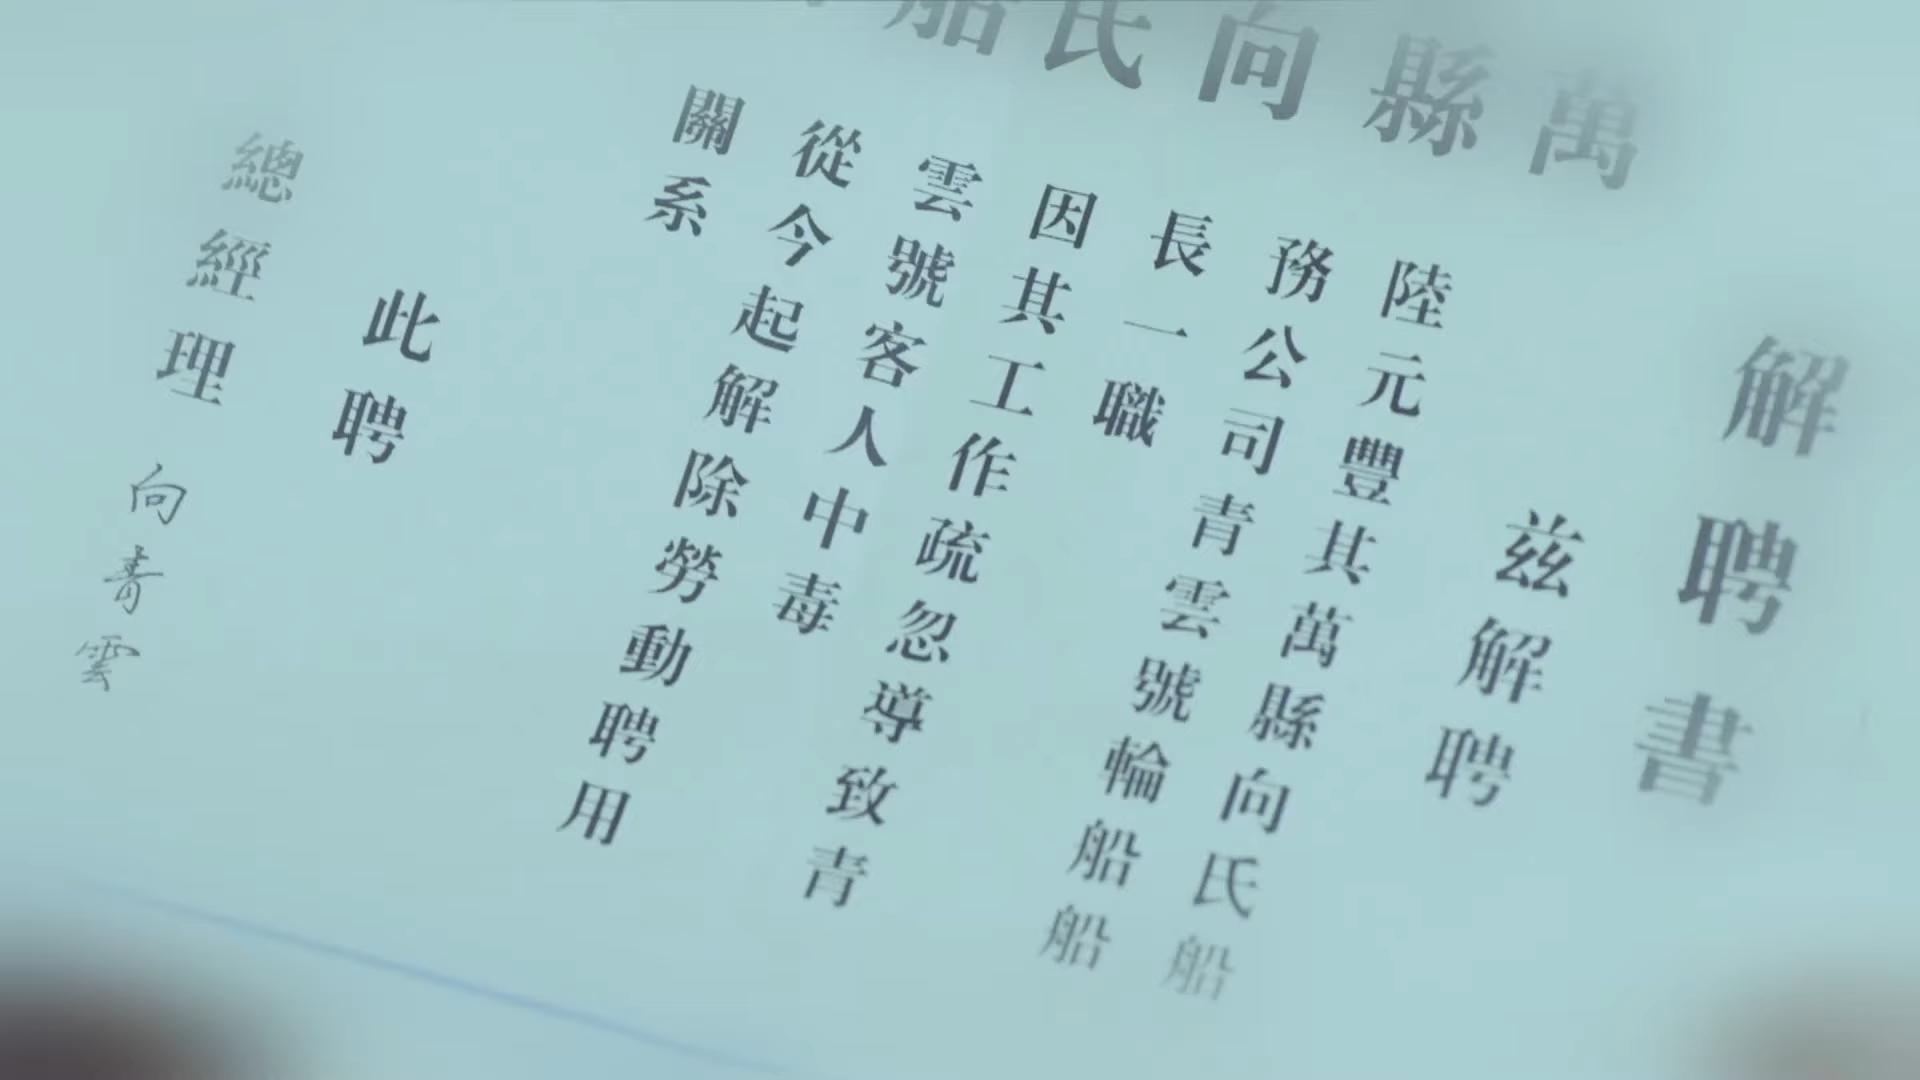 萬縣向氏船
解聘書
茲解聘
陸元豐其萬縣向氏船
務公司青雲號輪船船
長一職
因其工作疏忽導致青
雲號客人中毒
從今起解除勞動聘用
關系
此聘
總經理 向青雲